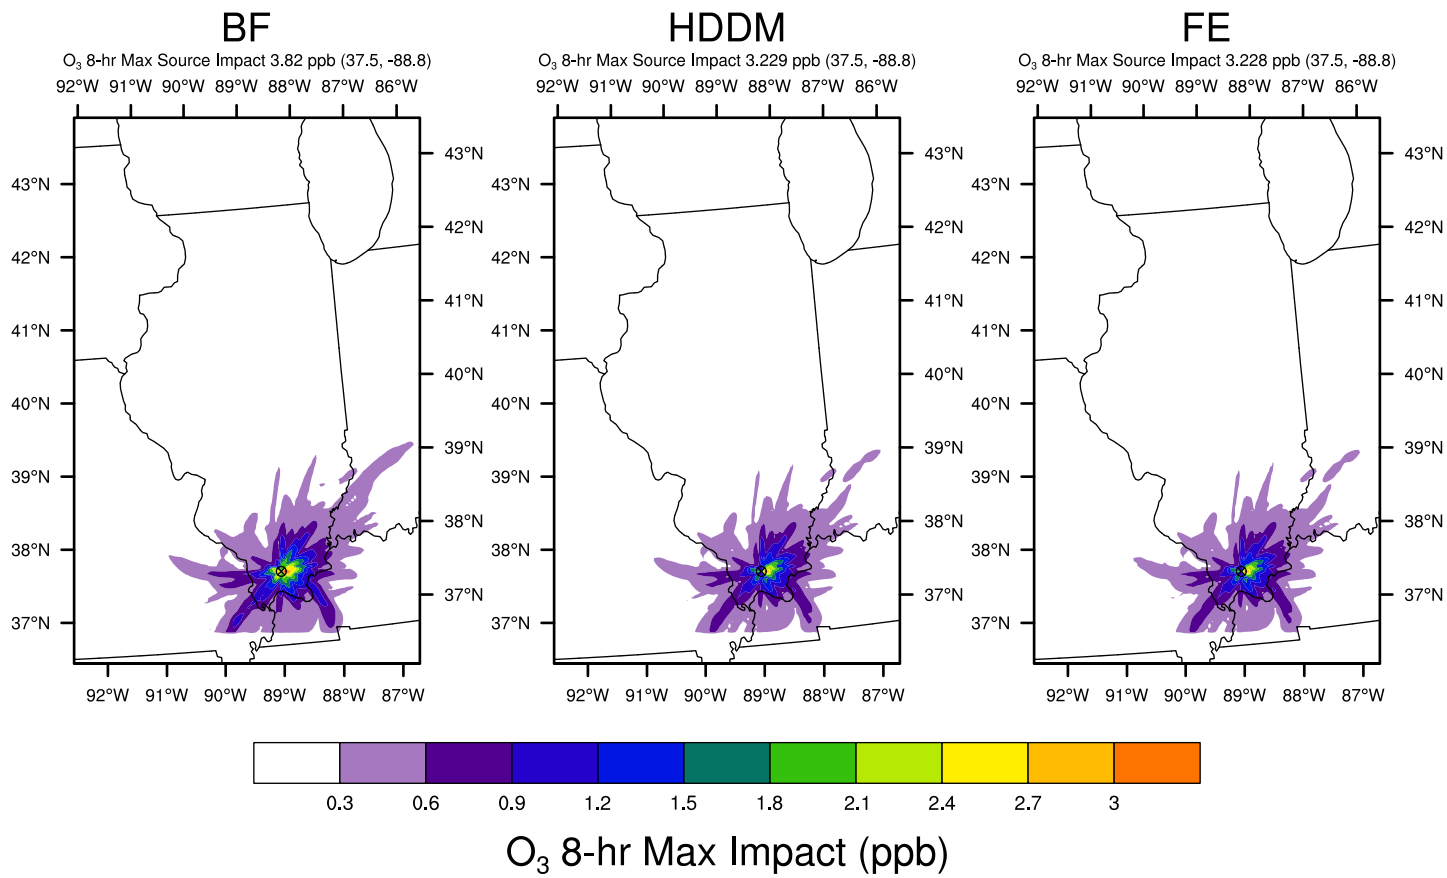 BF HDDM FE
O3 8-hr Max Source Impact 3.82 ppb (37.5, -88.8) O3 8-hr Max Source Impact 3.229 ppb (37.5, -88.8) O3 8-hr Max Source Impact 3.228 ppb (37.5, -88.8)
92°W 91°W 90°W 89°W 88°W 87°W 86°W 92°W 91°W 90°W 89°W 88°W 87°W 86°W 92°W 91°W 90°W 89°W 88°W 87°W 86°W
43°N 43°N 43°N
43°N 43°N 43°N
42°N 42°N 42°N
42°N 42°N 42°N
41°N 41°N 41°N
41°N 41°N 41°N
40°N 40°N 40°N
40°N 40°N 40°N
39°N 39°N 39°N
39°N 39°N 39°N
38°N 38°N 38°N
38°N 38°N 38°N
37°N 37°N 37°N
37°N 37°N 37°N
92°W 91°W 90°W 89°W 88°W 87°W 92°W 91°W 90°W 89°W 88°W 87°W 92°W 91°W 90°W 89°W 88°W 87°W
0.3 0.6 0.9 1.2 1.5 1.8 2.1 2.4 2.7 3
O3 8-hr Max Impact (ppb)